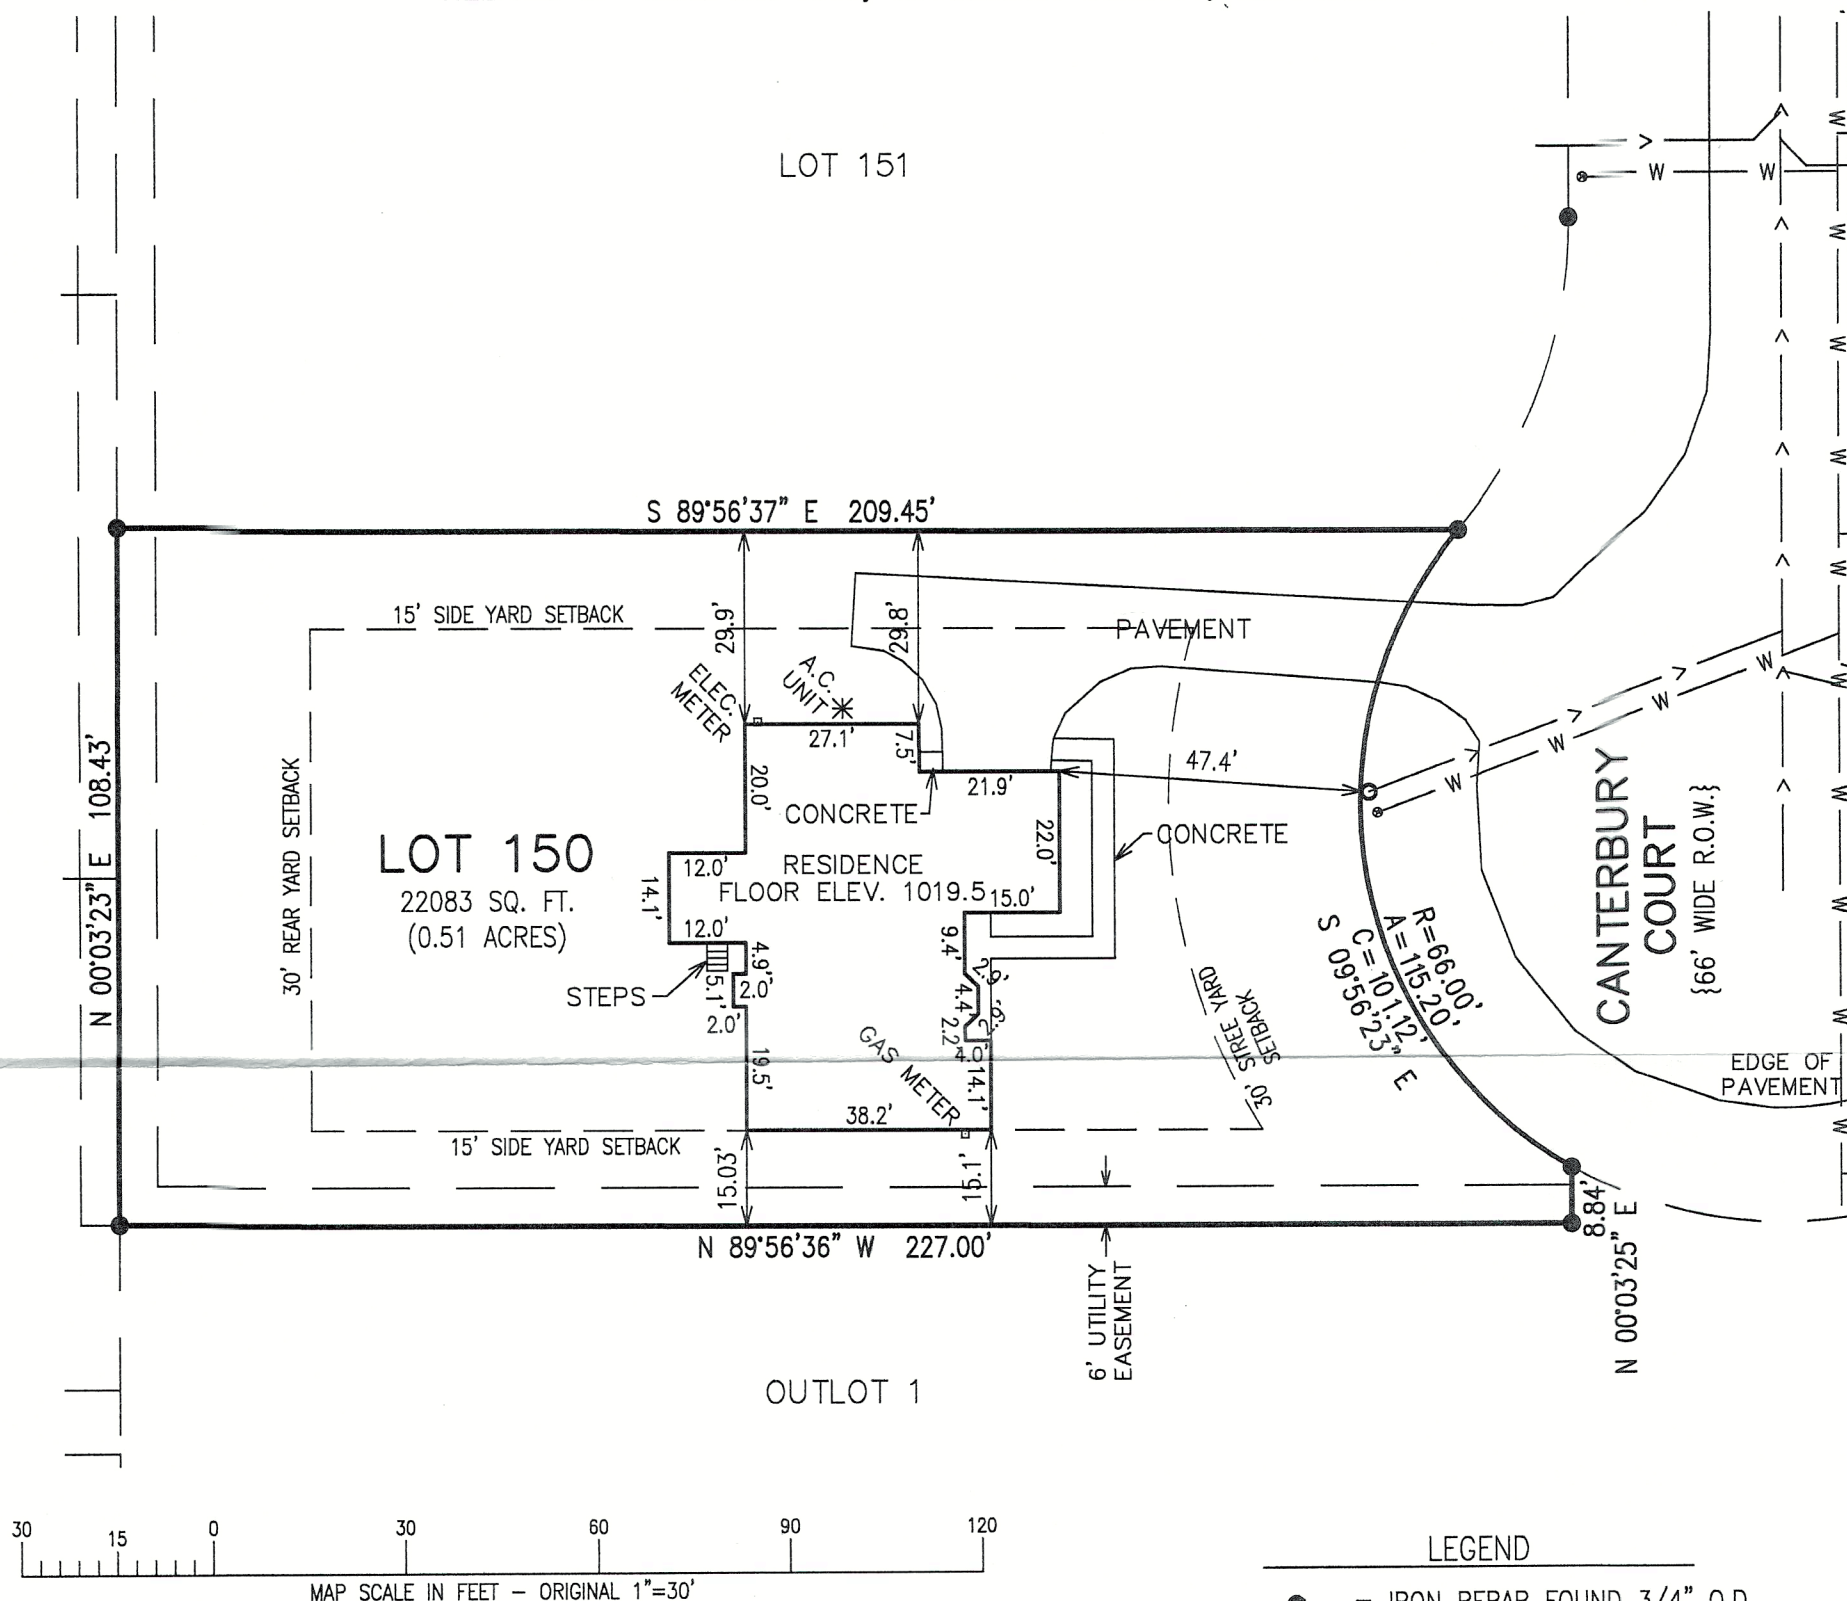 LOT 151
W
W
W
W
W
W
W
S 89°56'37" E 209.45'
15' SIDE YARD SETBACK
29.9'
29.8'
PAVEMENT
ELEC.
METER
A.C.
UNIT
27.1'
7.5'
21.9'
47.4'
20.0'
CONCRETE
CONCRETE
22.0'
30' REAR YARD SETBACK
N 00°03'23" E 108.43'
LOT 150
22083 SQ. FT.
(0.51 ACRES)
12.0'
RESIDENCE
FLOOR ELEV. 1019.5
15.0'
14.1'
12.0'
4.9'
9.4'
2.9'
STEPS
5.1'
2.0'
4.4'
2.0'
2.9'
2.2'
4.0'
GAS METER
19.5'
14.1'
38.2'
30' STREE YARD
SETBACK
R=66.00'
A=115.20'
C=101.12'
S 09°56'23" E
CANTERBURY
COURT
{66' WIDE R.O.W.}
EDGE OF
PAVEMENT
W
W
W
W
15' SIDE YARD SETBACK
15.03'
15.1'
8.84'
N 00°03'25" E
N 89°56'36" W 227.00'
6' UTILITY
EASEMENT
OUTLOT 1
30 15 0 30 60 90 120
MAP SCALE IN FEET - ORIGINAL 1"=30'
LEGEND
= IRON REBAR FOUND 3/4" O.D.